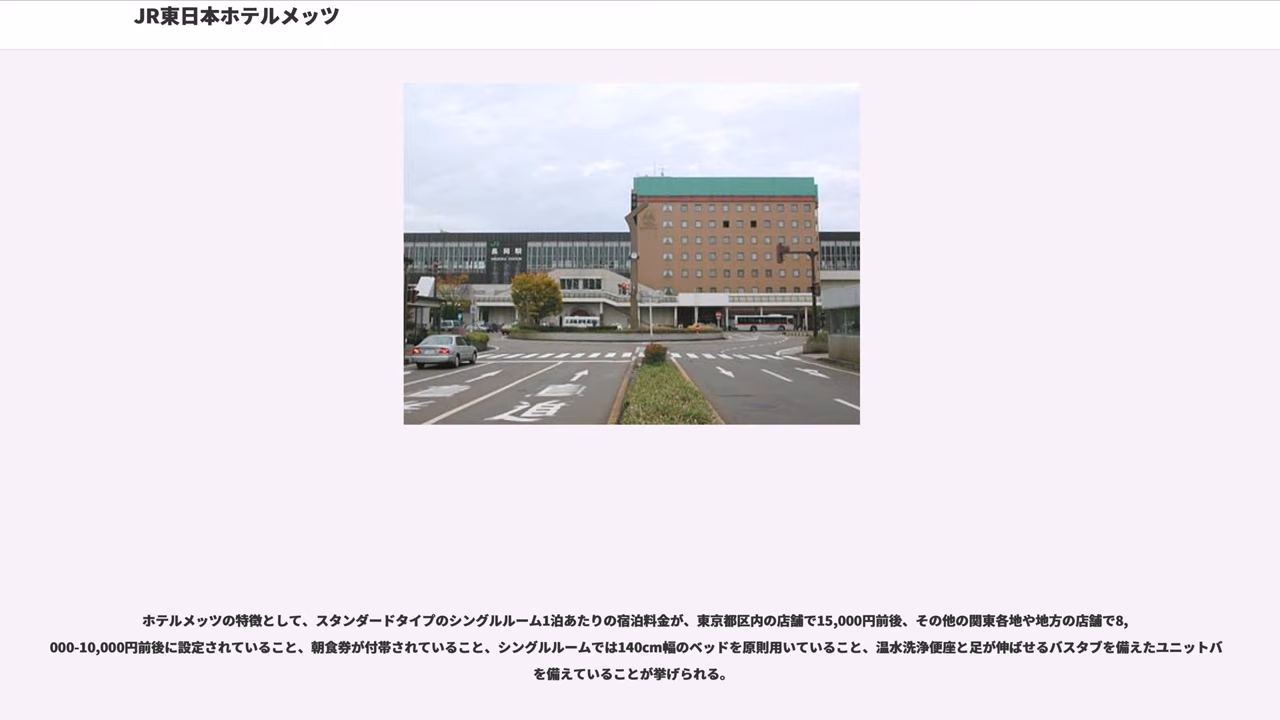 JR東日本ホテルメッツ
長岡駅
ホテルメッツの特徴として、スタンダードタイプのシングルルーム1泊あたりの宿泊料金が、東京都区内の店舗で15,000円前後、その他の関東各地や地方の店舗で8,
000-10,000円前後に設定されていること、朝食券が付帯されていること、シングルルームでは140cm幅のベッドを原則用いていること、温水洗浄便座と足が伸ばせるバスタブを備えたユニットバ
を備えていることが挙げられる。